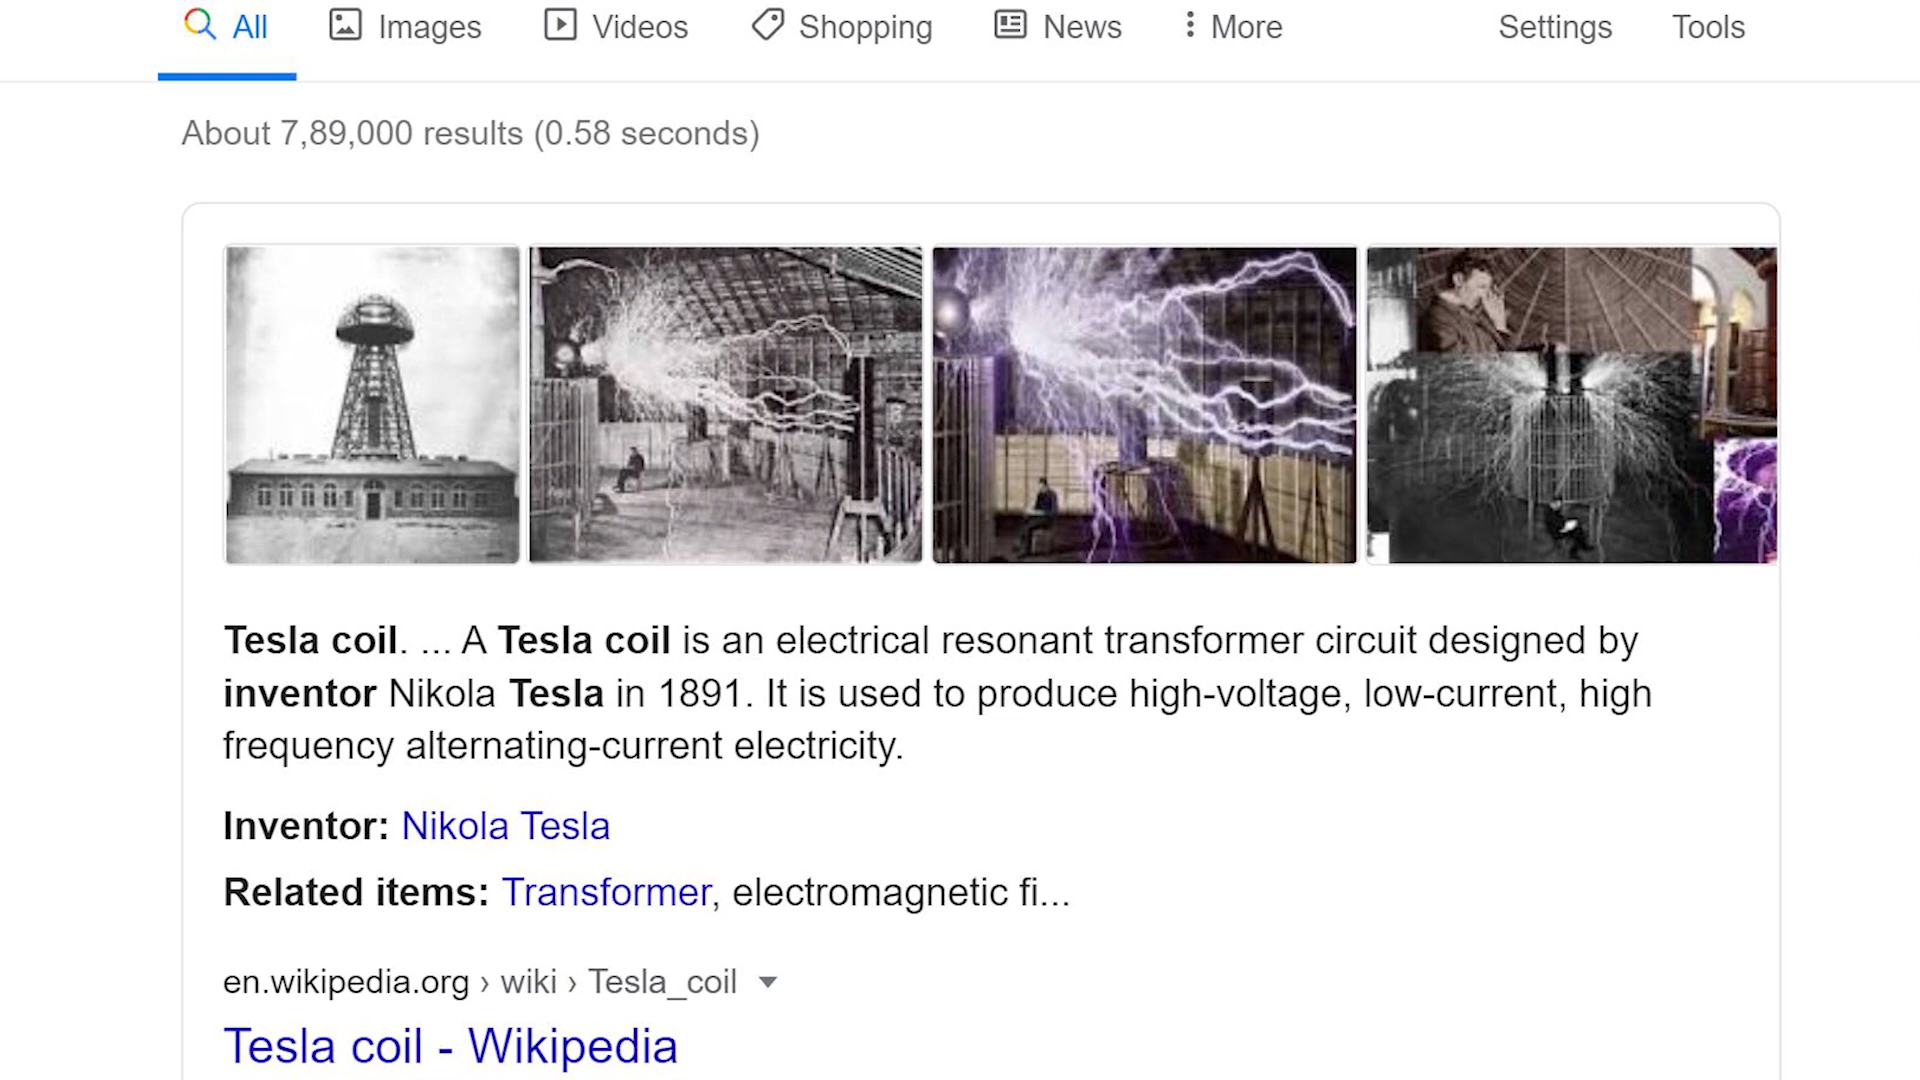 All Images Videos Shopping News More Settings Tools
About 7,89,000 results (0.58 seconds)
Tesla coil. ... A Tesla coil is an electrical resonant transformer circuit designed by
inventor Nikola Tesla in 1891. It is used to produce high-voltage, low-current, high
frequency alternating-current electricity.
Inventor: Nikola Tesla
Related items: Transformer, electromagnetic fi...
en.wikipedia.org › wiki › Tesla_coil
Tesla coil - Wikipedia